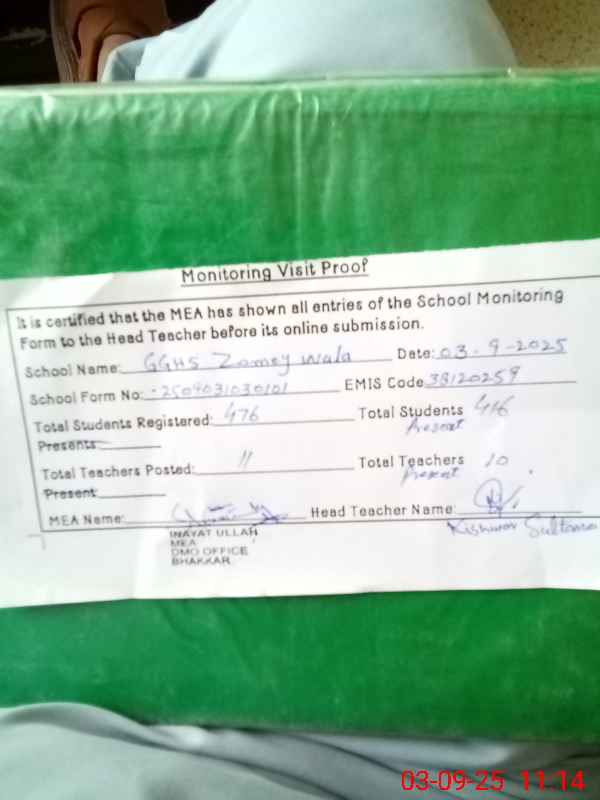 Monitoring Visit Proof
It is certified that the MEA has shown all entries of the School Monitoring
Form to the Head Teacher before its online submission.
School Name: GGHS Zamey Wala Date: 03-9-2025
School Form No: -2509031030101 EMIS Code 38120259
Total Students Registered: 476 Total Students 416
Presents: Present
Total Teachers Posted: 11 Total Teachers 10
Present: Present
MEA Name: Head Teacher Name:
Kishwar Sultana
INAYAT ULLAH
MEA
DMO OFFICE
BHAKKAR
03-09-25 11:14